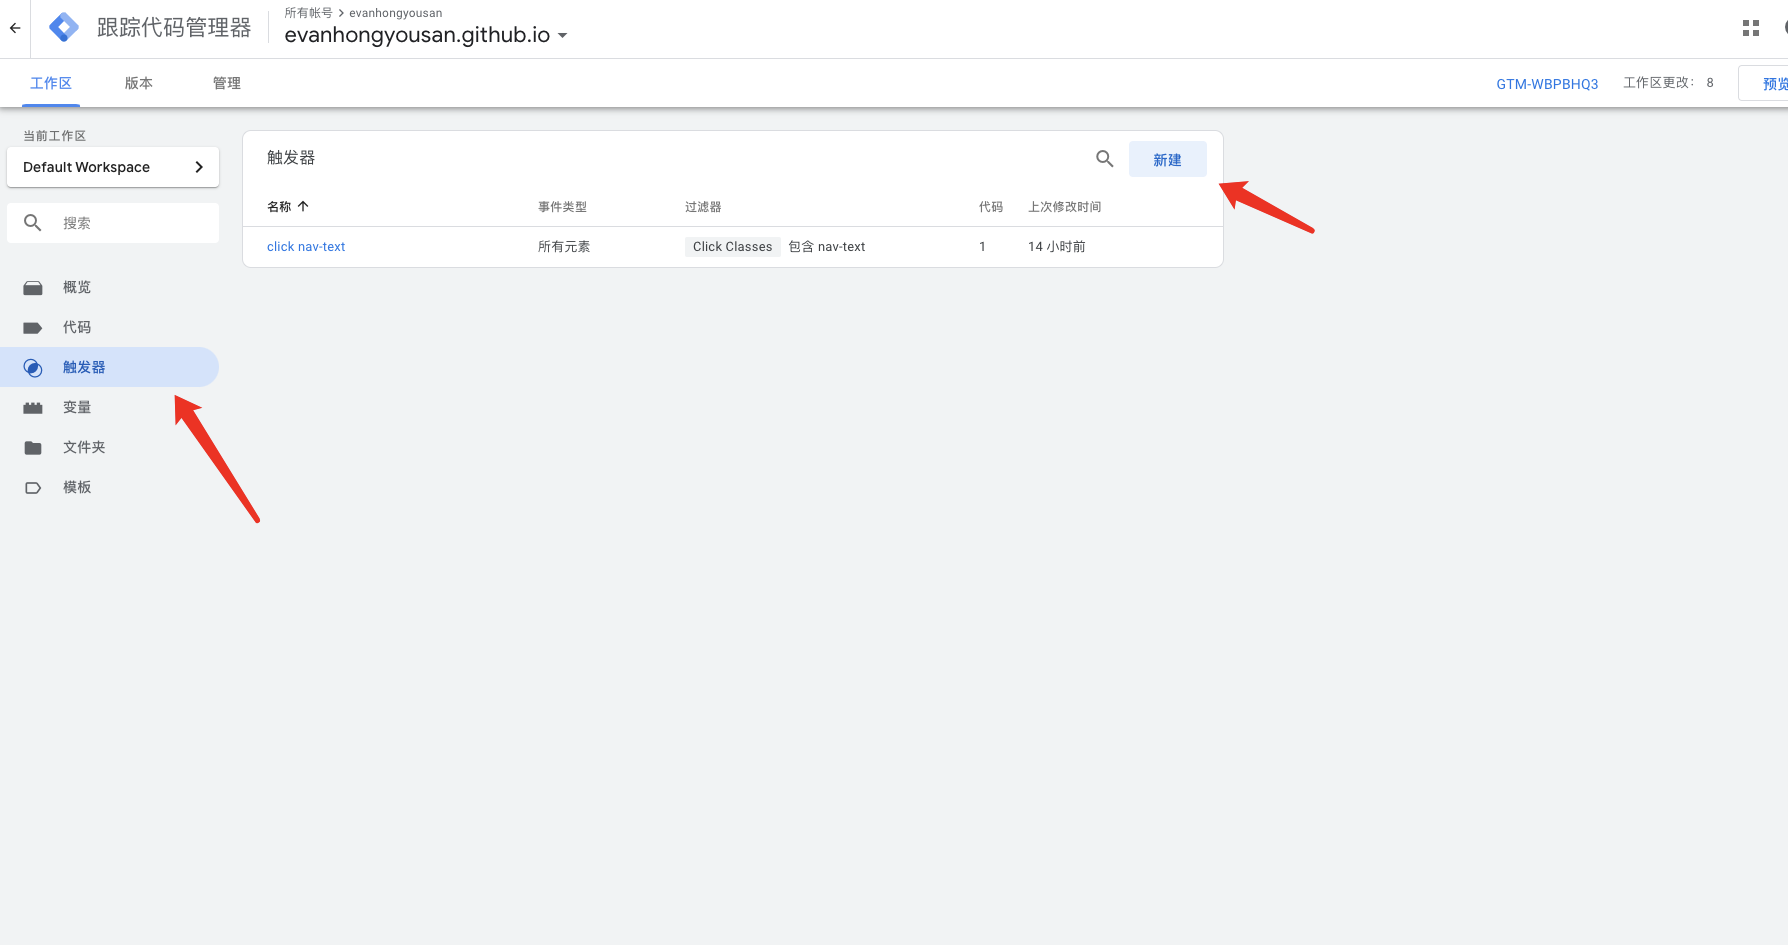 跟踪代码管理器
所有帐号 > evanhongyousan
evanhongyousan.github.io
工作区 版本 管理
GTM-WBPBHQ3 工作区更改： 8 预览
当前工作区
Default Workspace
搜索
概览
代码
触发器
变量
文件夹
模板
触发器 新建
名称 事件类型 过滤器 代码 上次修改时间
click nav-text 所有元素 Click Classes 包含 nav-text 1 14 小时前